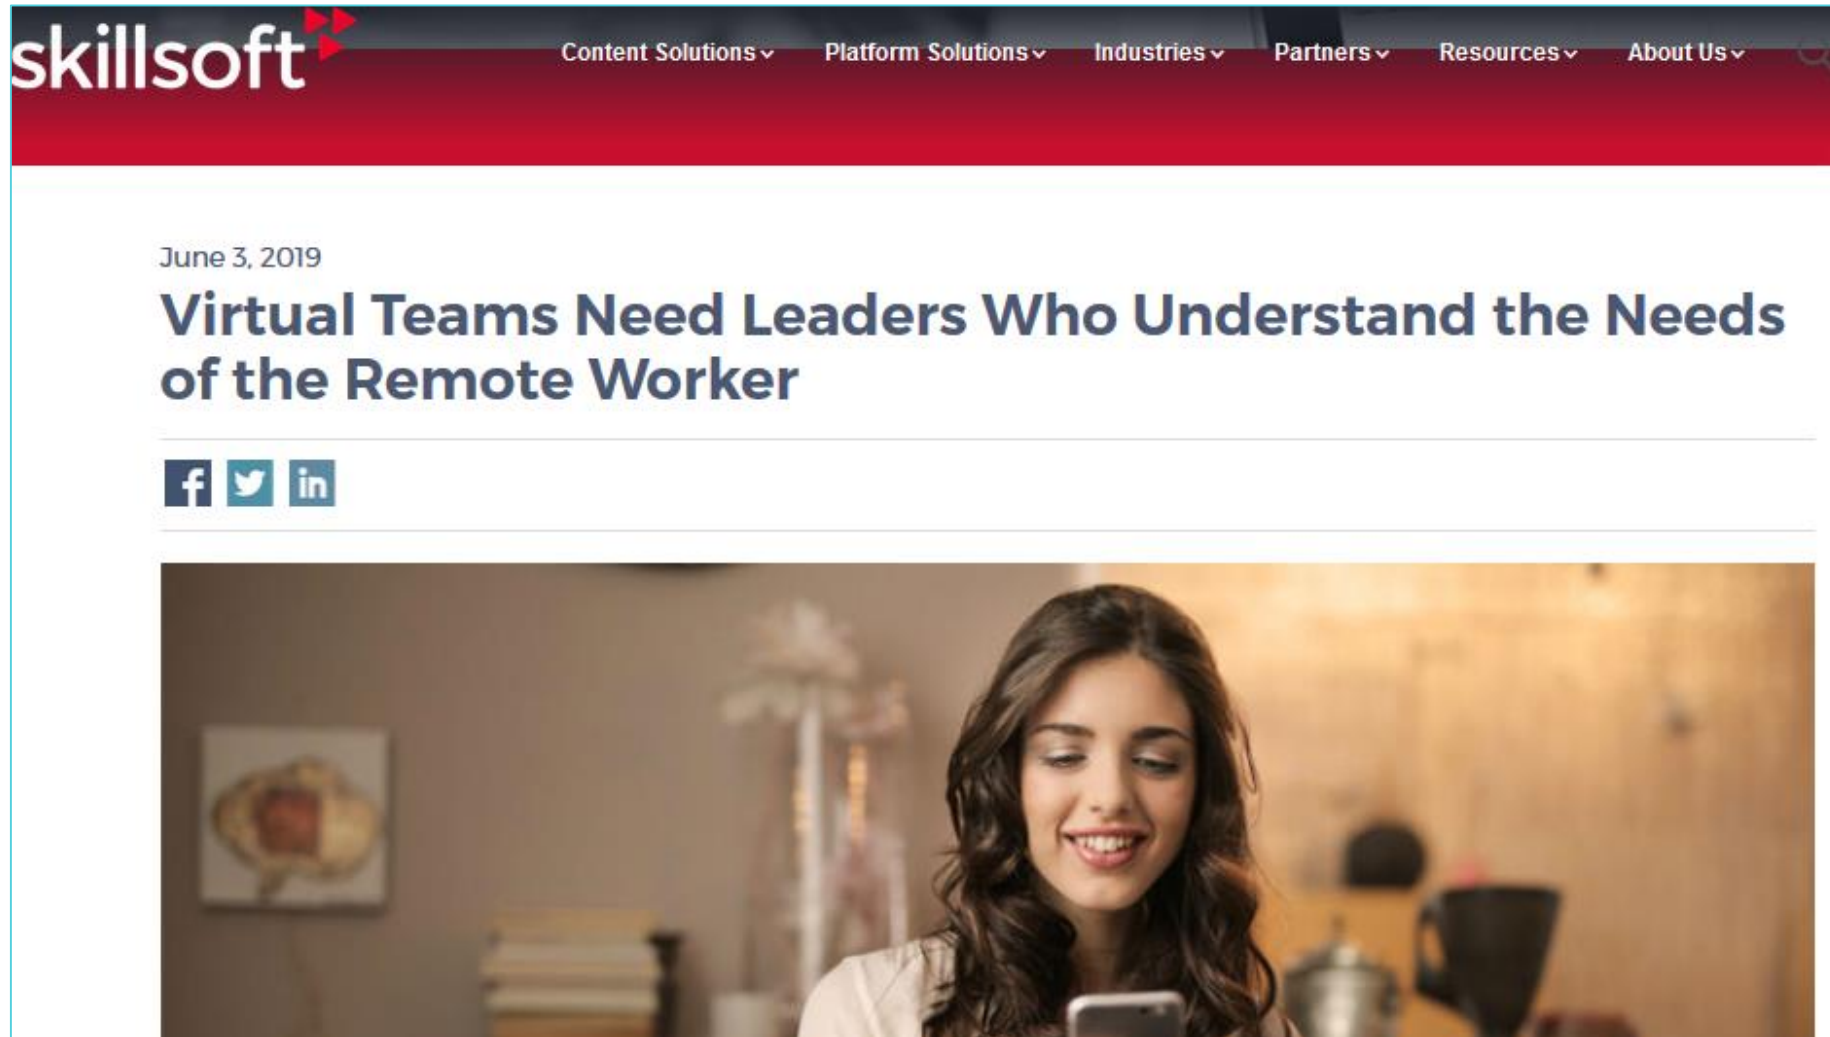 skillsoft
Content Solutions Platform Solutions Industries Partners Resources About Us
June 3, 2019
Virtual Teams Need Leaders Who Understand the Needs
of the Remote Worker
f in